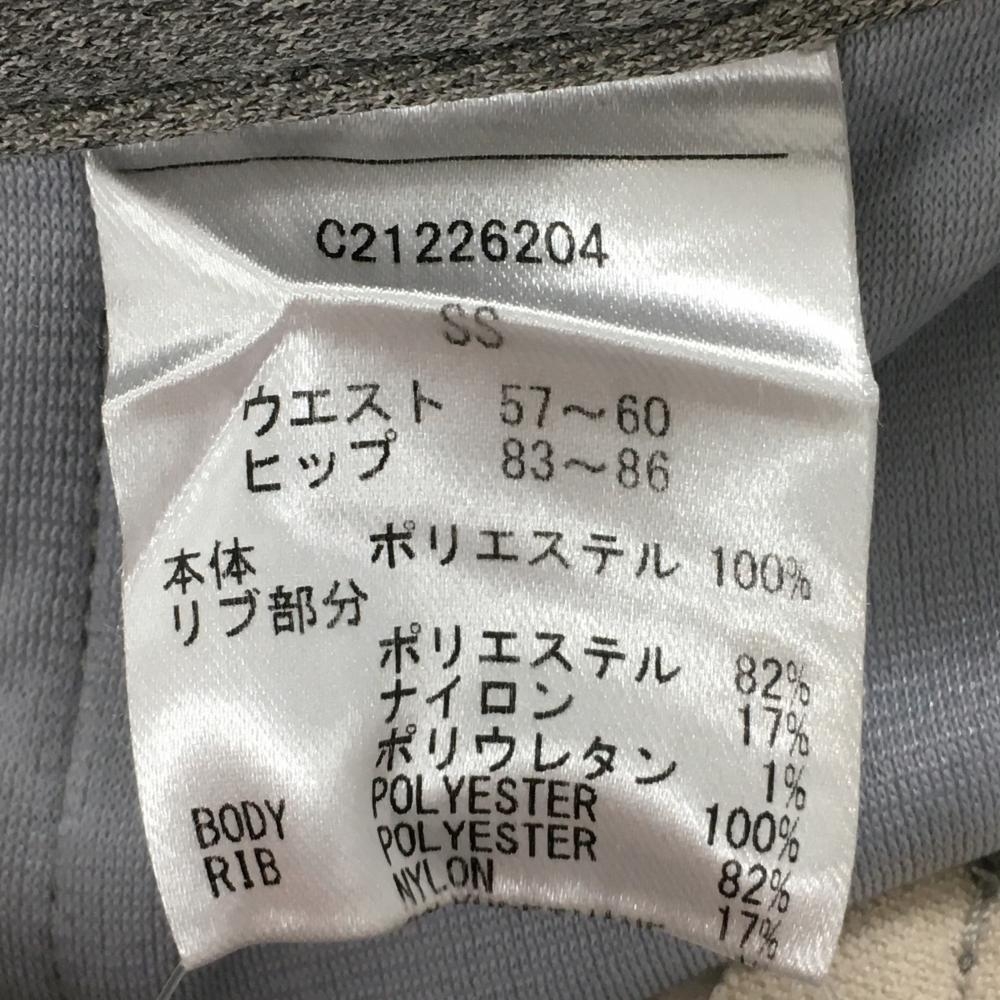 C21226204
SS
ウエスト 57～60
ヒップ 83～86
本体 ポリエステル 100%
リブ部分
ポリエステル 82%
ナイロン 17%
ポリウレタン 1%
BODY POLYESTER 100%
RIB POLYESTER 82%
NYLON 17%